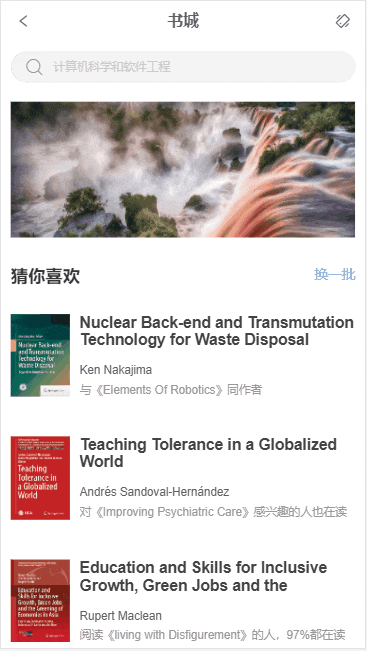 书城
计算机科学和软件工程
猜你喜欢
换一批
Nuclear Back-end and Transmutation
Technology for Waste Disposal
Ken Nakajima
与《Elements Of Robotics》同作者
Nuclear Back-end
and Transmutation
Technology for
Waste Disposal
Teaching Tolerance in a Globalized
World
Andrés Sandoval-Hernández
对《Improving Psychiatric Care》感兴趣的人也在读
Teaching
Tolerance in
a Globalized
World
Education and Skills for Inclusive
Growth, Green Jobs and the
Rupert Maclean
阅读《living with Disfigurement》的人，97%都在读
Education and
Skills for Inclusive
Growth, Green Jobs
and the Greening of
Economies in Asia